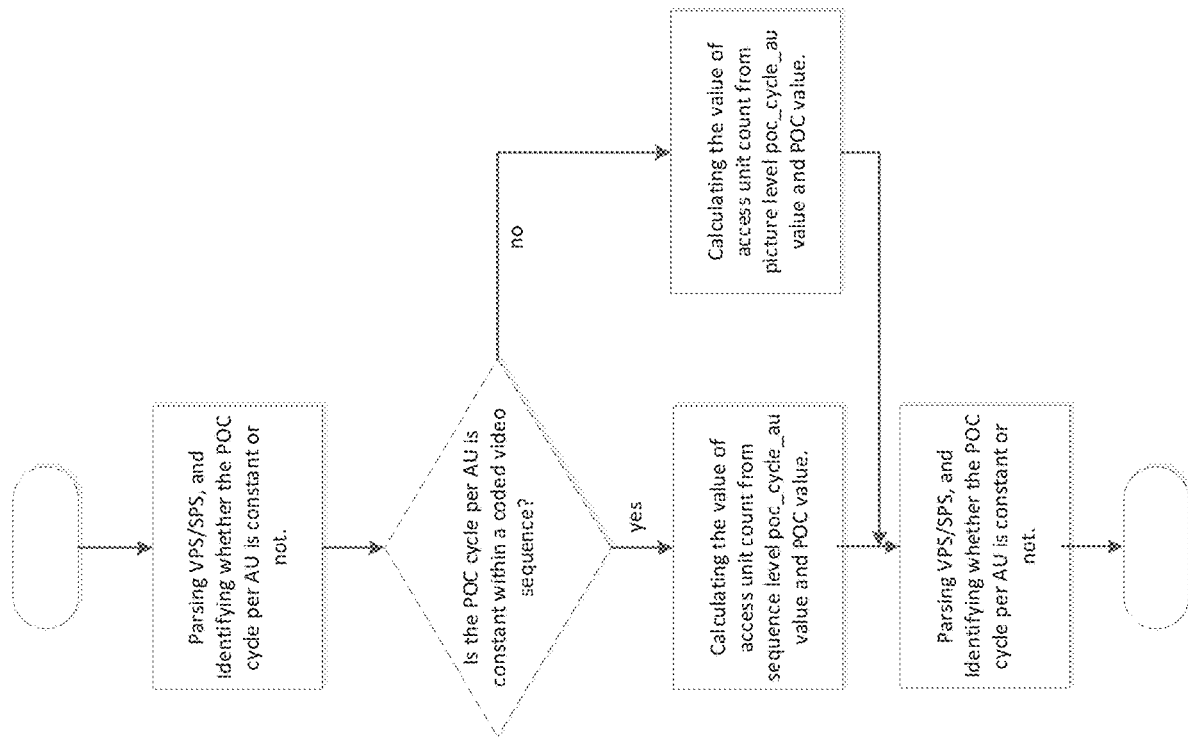 Parsing VPS/SPS, and
Identifying whether the POC
cycle per AU is constant or
not.
Is the POC cycle per AU is
constant within a coded video
sequence?
no
yes
Calculating the value of
access unit count from
picture level poc_cycle_au
value and POC value.
Calculating the value of
access unit count from
sequence level poc_cycle_au
value and POC value.
Parsing VPS/SPS, and
Identifying whether the POC
cycle per AU is constant or
not.